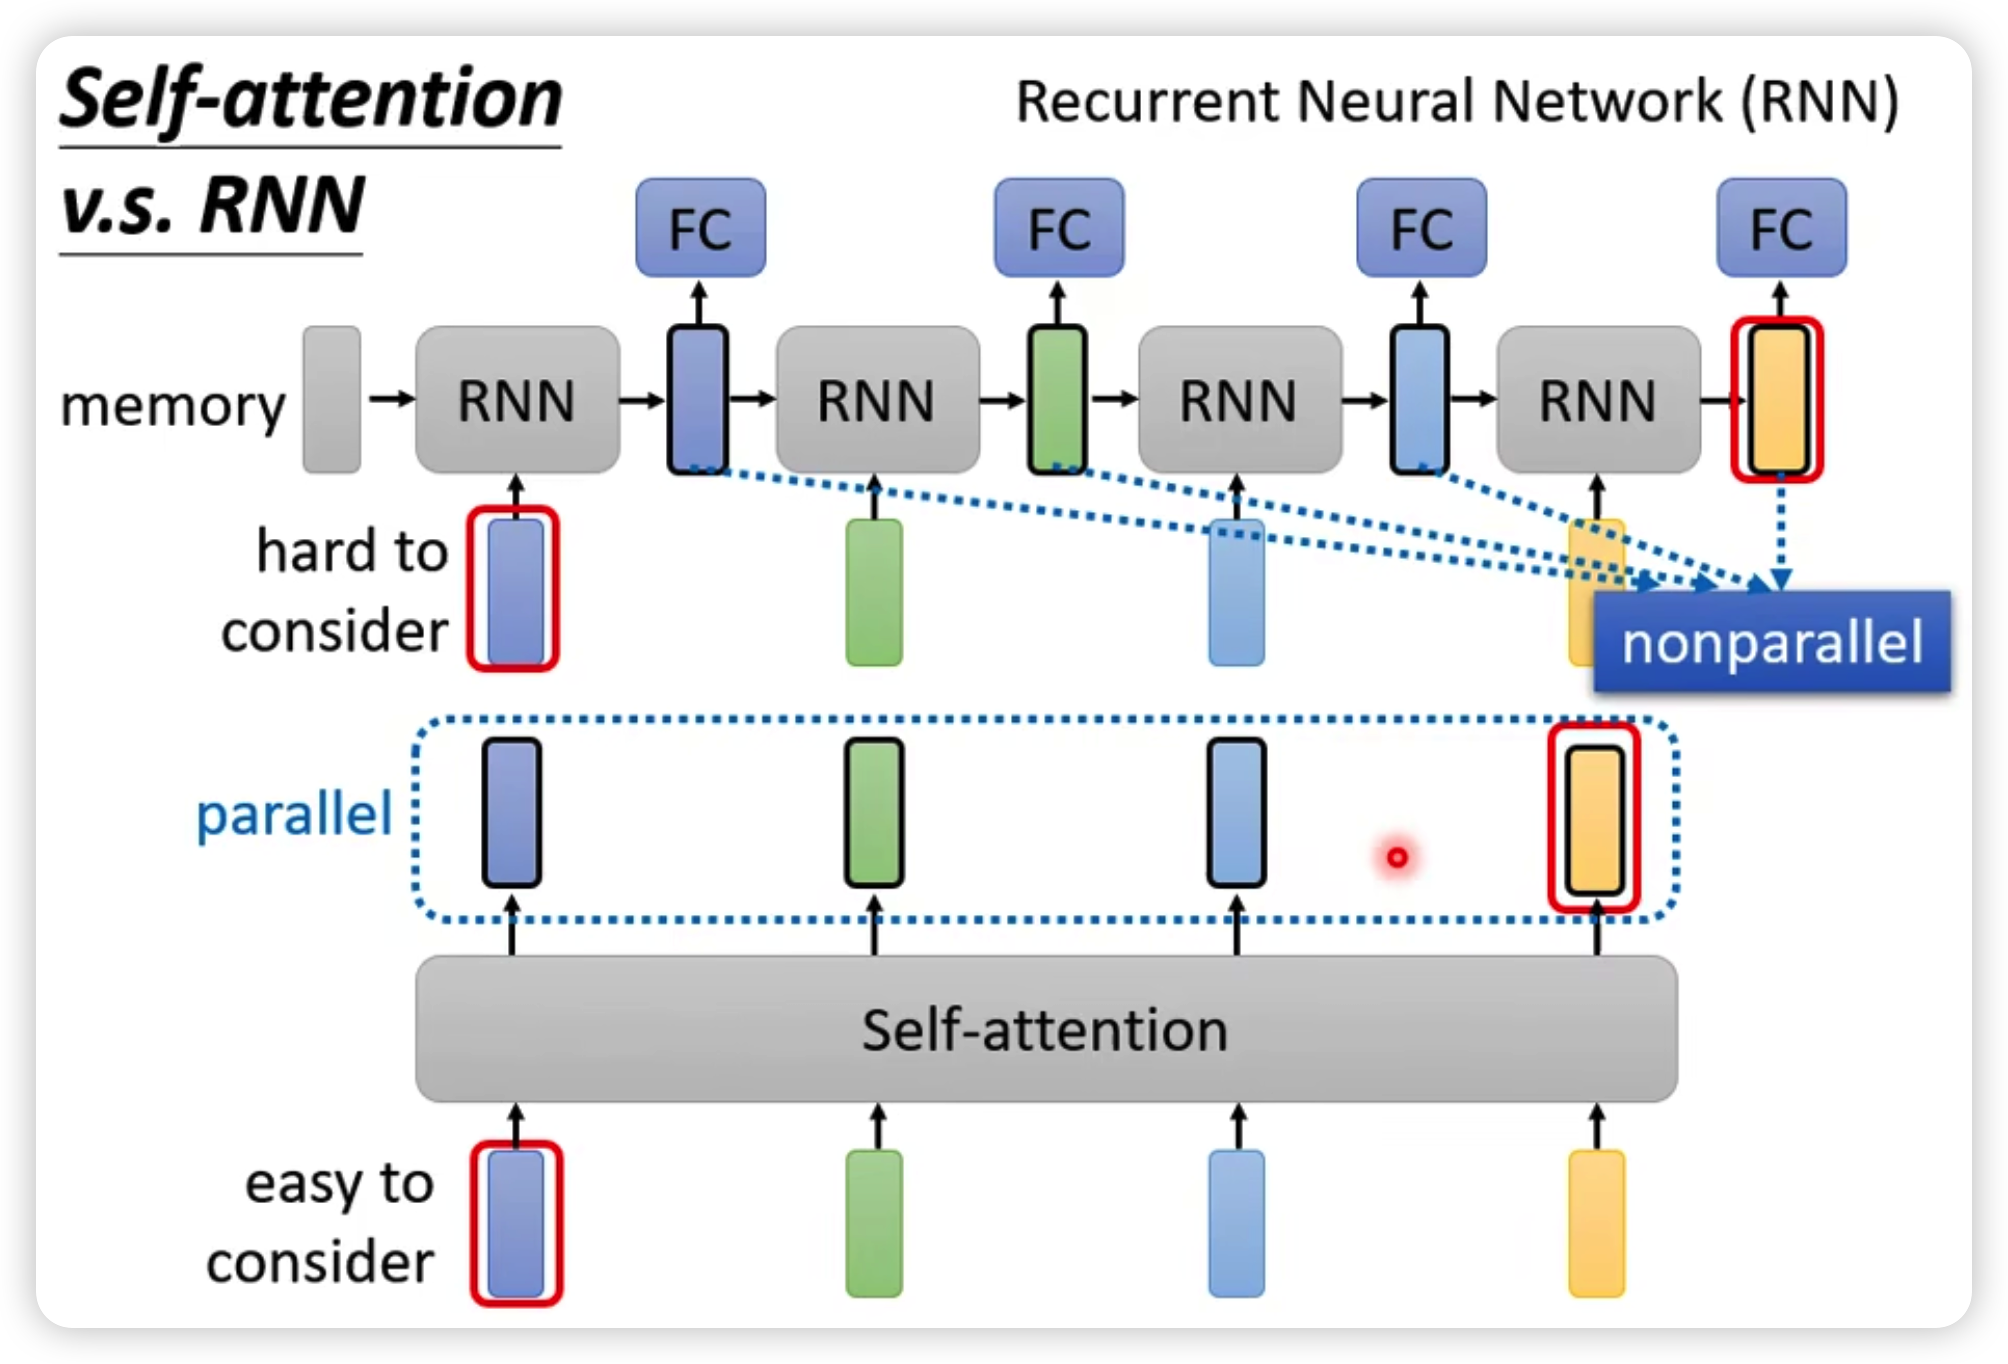 Self-attention
v.s. RNN
Recurrent Neural Network (RNN)
FC
FC
FC
FC
memory
RNN
RNN
RNN
RNN
hard to
consider
nonparallel
parallel
Self-attention
easy to
consider